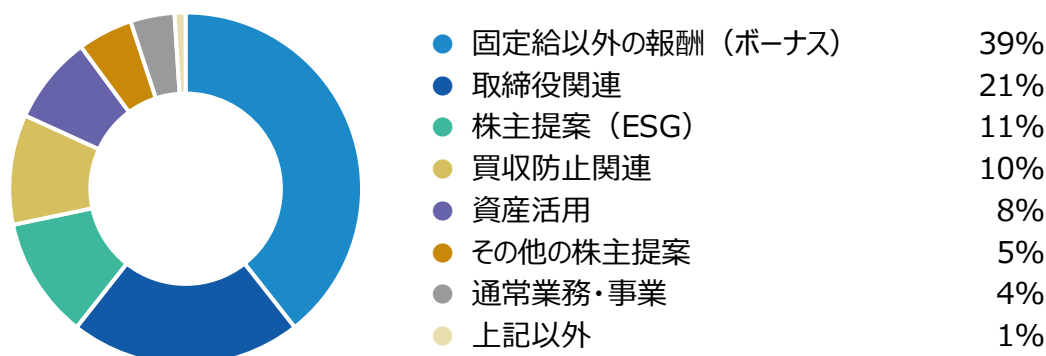 固定給以外の報酬（ボーナス） 39%
取締役関連 21%
株主提案（ESG） 11%
買収防止関連 10%
資産活用 8%
その他の株主提案 5%
通常業務・事業 4%
上記以外 1%